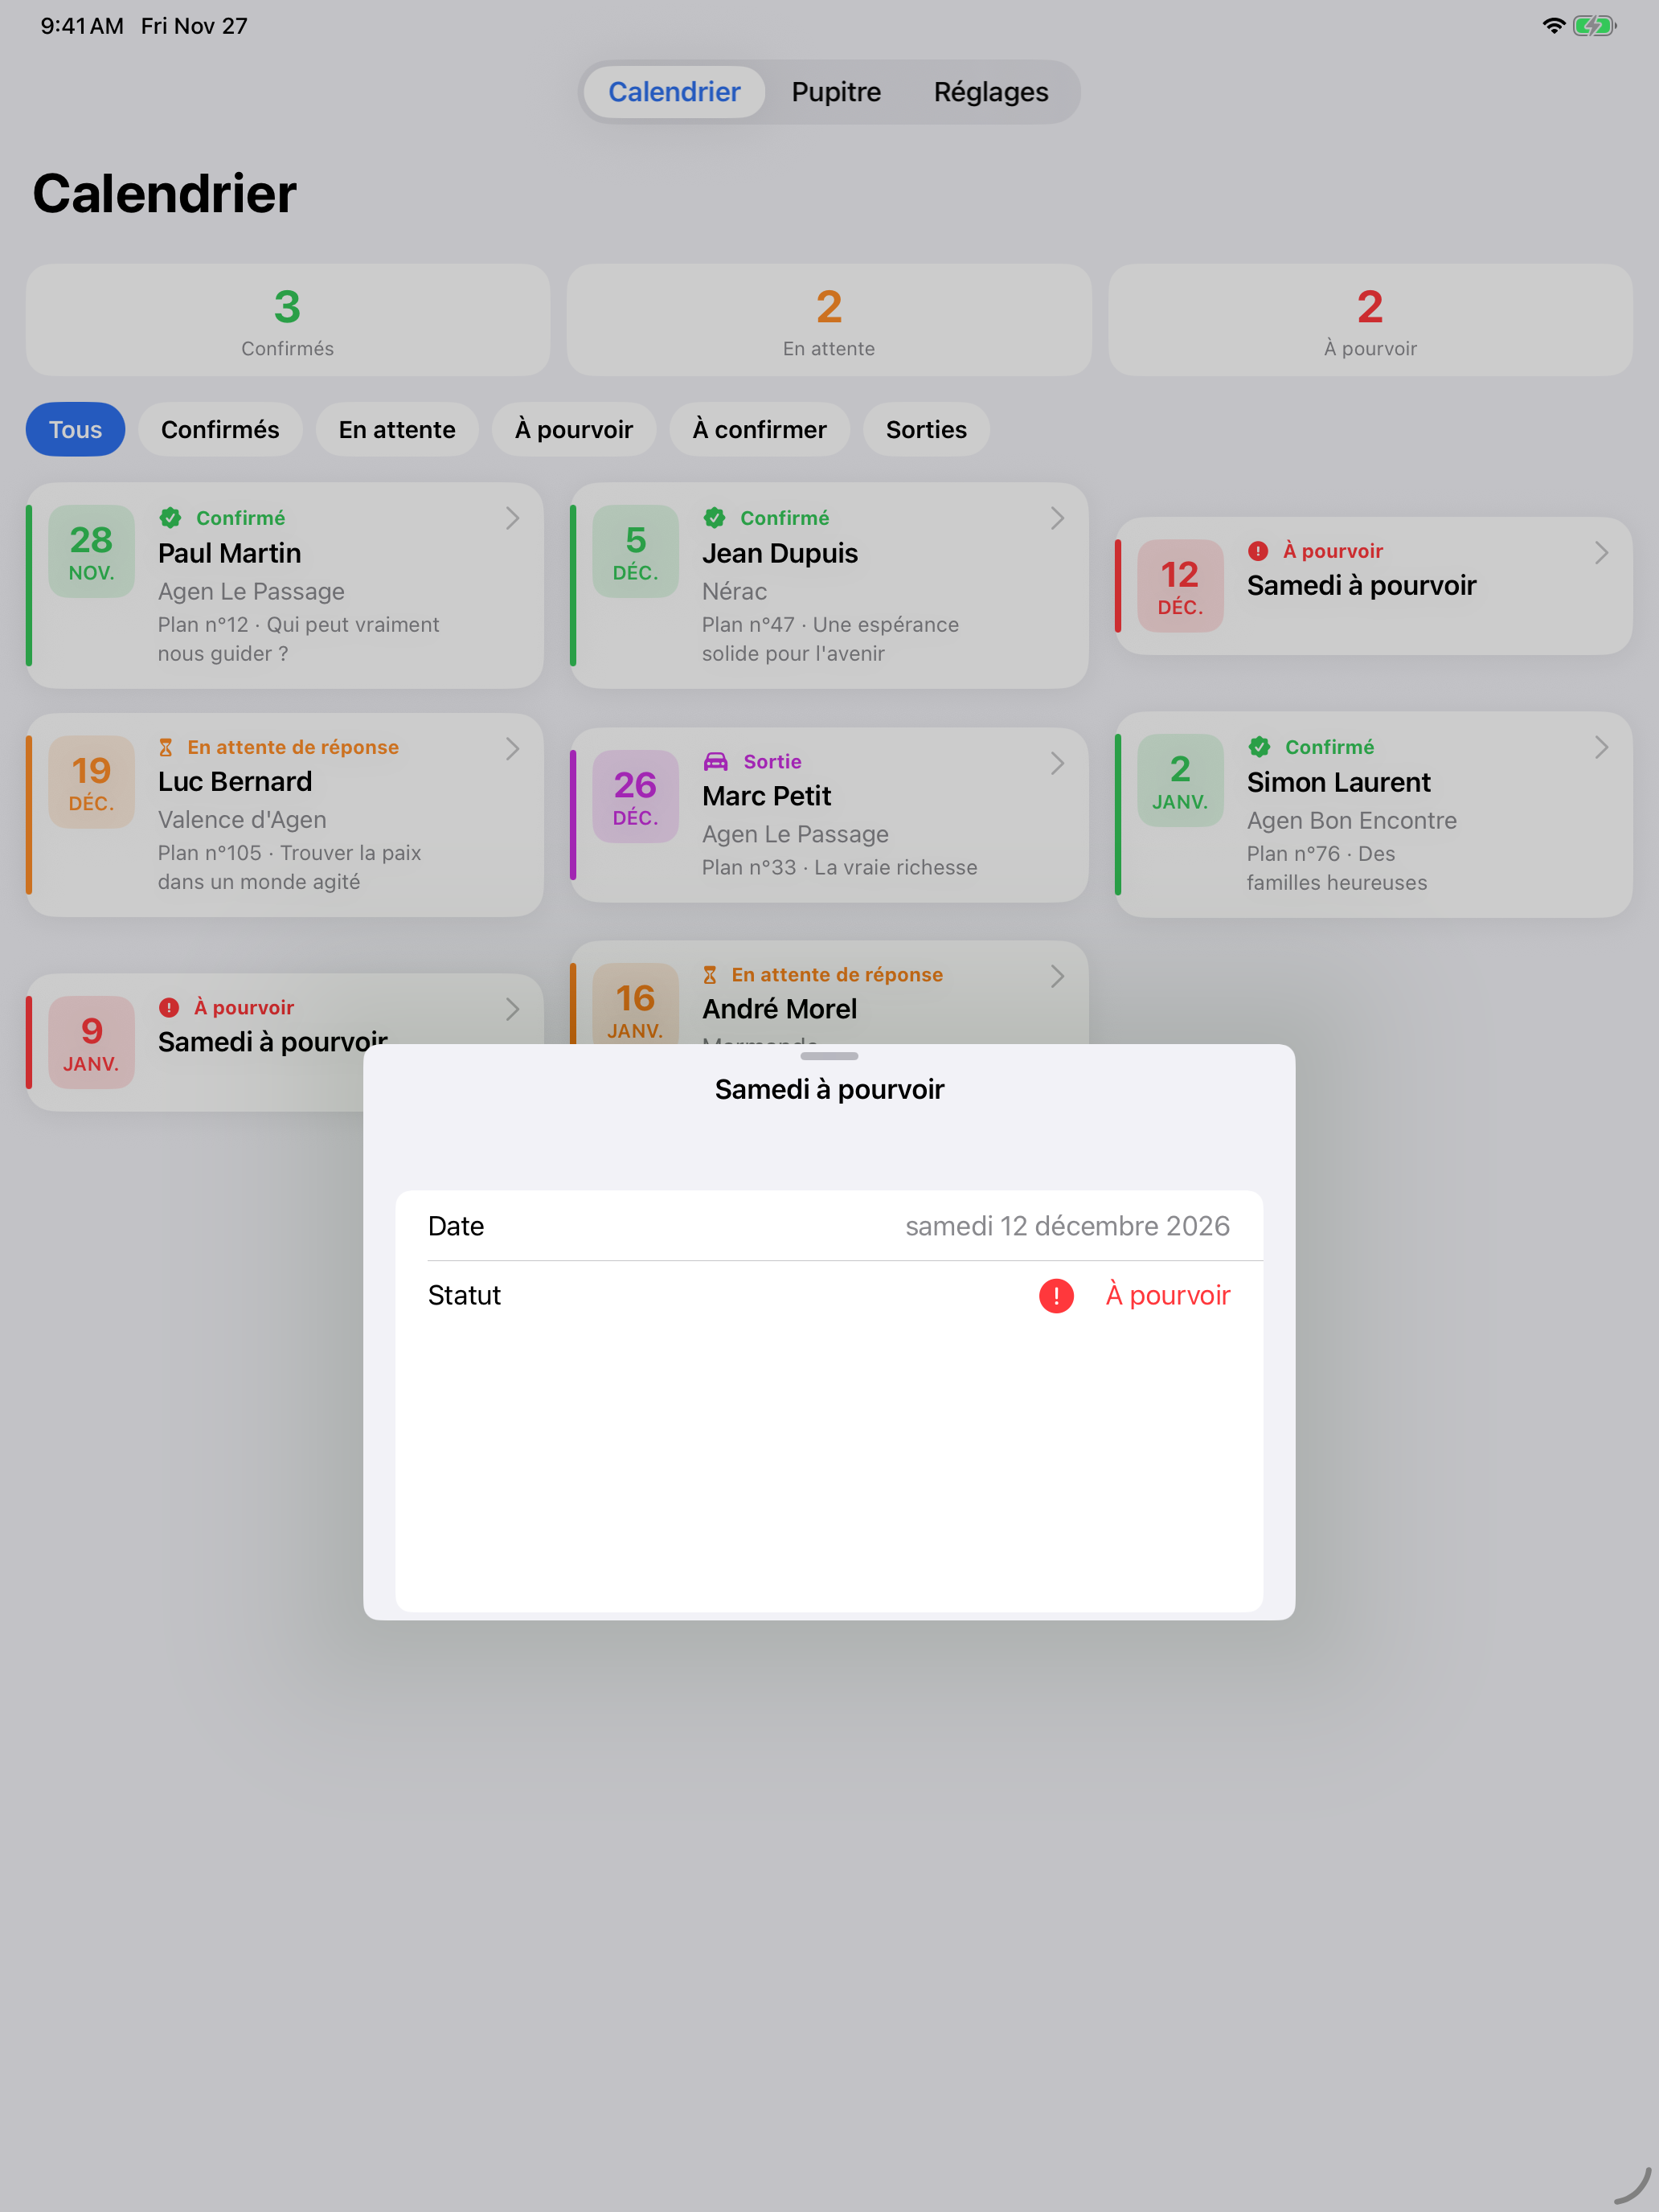 9:41 AM Fri Nov 27
Calendrier Pupitre Réglages
Calendrier
3
Confirmés
2
En attente
2
À pourvoir
Tous Confirmés En attente À pourvoir À confirmer Sorties
28
NOV.
Confirmé
Paul Martin
Agen Le Passage
Plan n°12 · Qui peut vraiment
nous guider ?
5
DÉC.
Confirmé
Jean Dupuis
Nérac
Plan n°47 · Une espérance
solide pour l'avenir
12
DÉC.
À pourvoir
Samedi à pourvoir
19
DÉC.
En attente de réponse
Luc Bernard
Valence d'Agen
Plan n°105 · Trouver la paix
dans un monde agité
26
DÉC.
Sortie
Marc Petit
Agen Le Passage
Plan n°33 · La vraie richesse
2
JANV.
Confirmé
Simon Laurent
Agen Bon Encontre
Plan n°76 · Des
familles heureuses
9
JANV.
À pourvoir
Samedi à pourvoir
16
JANV.
En attente de réponse
André Morel
Samedi à pourvoir
Date samedi 12 décembre 2026
Statut À pourvoir